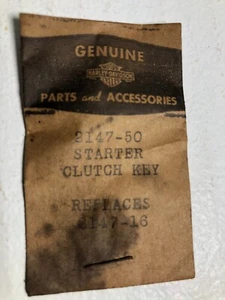 GENUINE
HARLEY-DAVIDSON
PARTS and ACCESSORIES
2147-50
STARTER
CLUTCH KEY
REPLACES
2147-16